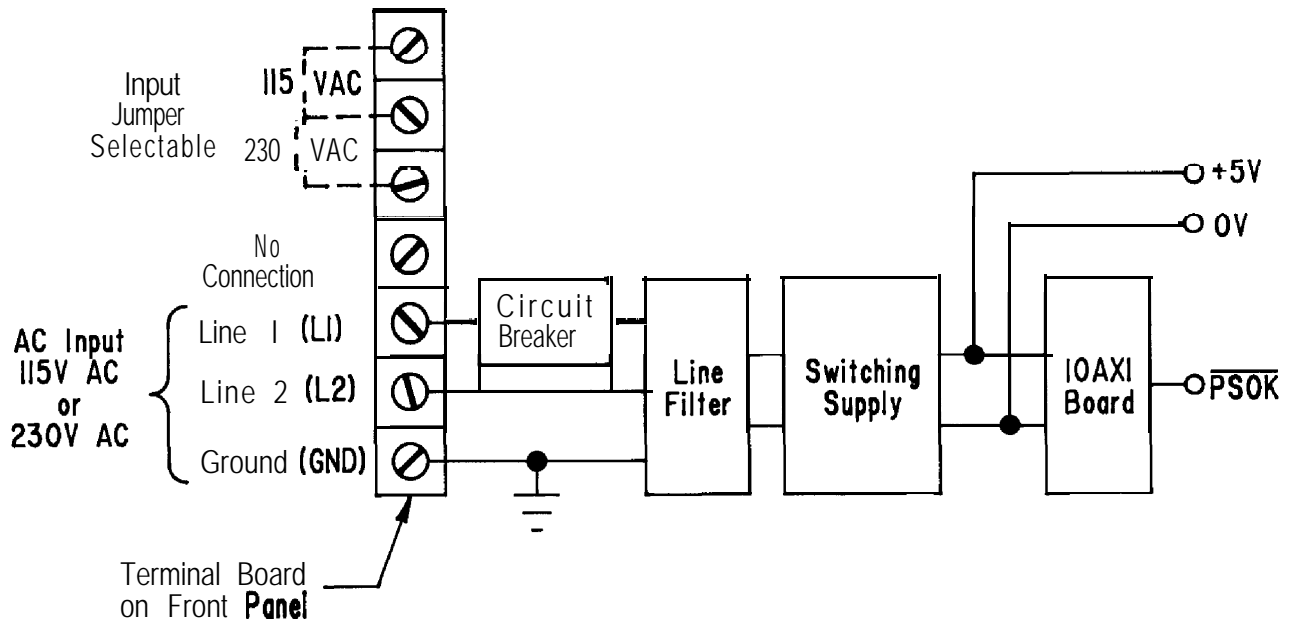 115 VAC
Input
Jumper
Selectable
230 VAC
No
Connection
AC Input
115V AC
or
230V AC
Line 1 (L1)
Line 2 (L2)
Ground (GND)
Circuit
Breaker
Line
Filter
Switching
Supply
10AX1
Board
+5V
0V
PSOK
Terminal Board
on Front Panel